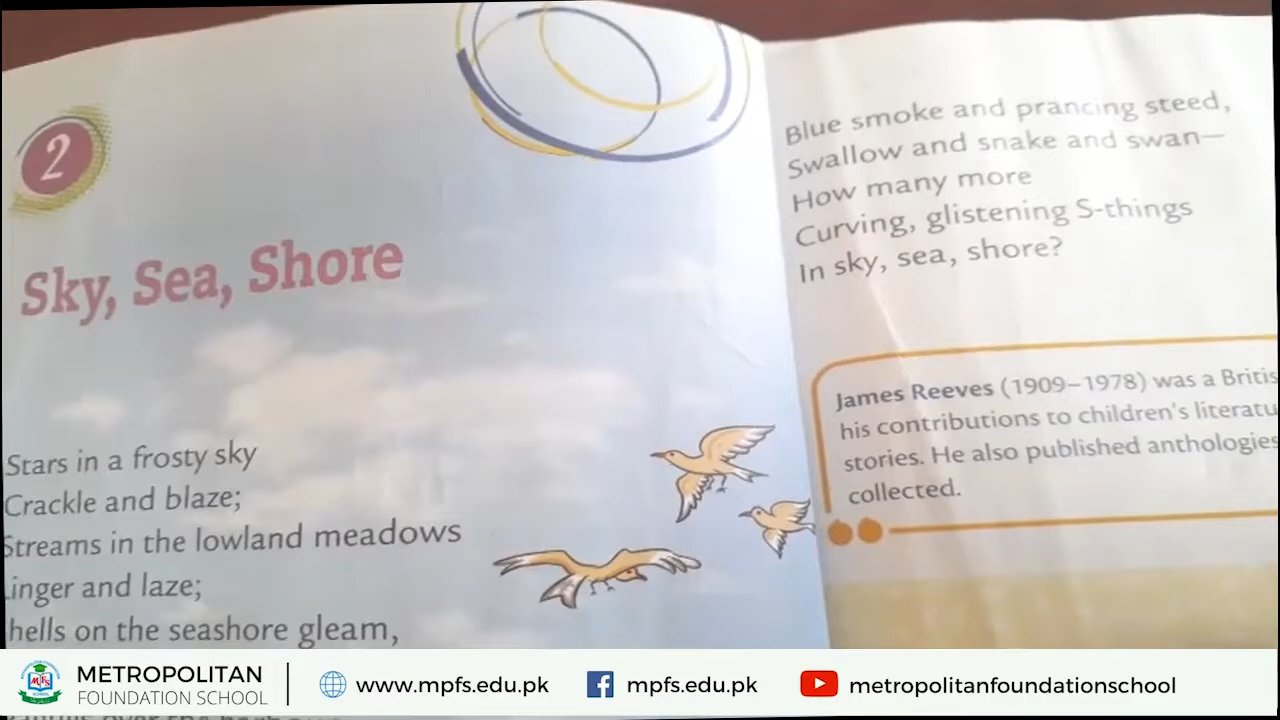 2
Sky, Sea, Shore
Stars in a frosty sky
Crackle and blaze;
Streams in the lowland meadows
inger and laze;
hells on the seashore gleam,
Blue smoke and prancing steed,
Swallow and snake and swan—
How many more
Curving, glistening S-things
In sky, sea, shore?
James Reeves (1909–1978) was a Britis
his contributions to children's literatu
stories. He also published anthologies
collected.
METROPOLITAN
FOUNDATION SCHOOL
www.mpfs.edu.pk
mpfs.edu.pk
metropolitanfoundationschool